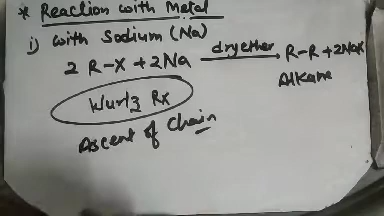 * Reaction with Metal
i) with Sodium (Na)
2 R-X + 2Na dry ether R-R + 2NaX
Alkane
Wurtz Rx
Ascent of Chain